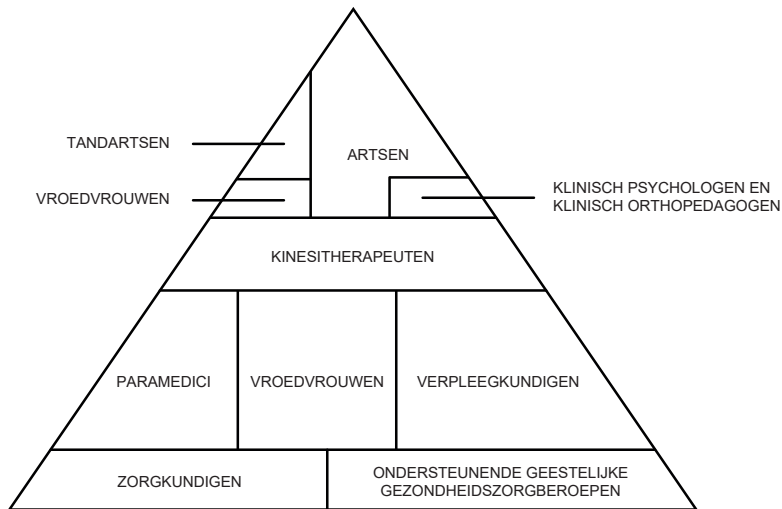 TANDARTSEN
ARTSEN
VROEDVROUWEN
KLINISCH PSYCHOLOGEN EN
KLINISCH ORTHOPEDAGOGEN
KINESITHERAPEUTEN
PARAMEDICI
VROEDVROUWEN
VERPLEEGKUNDIGEN
ZORGKUNDIGEN
ONDERSTEUNENDE GEESTELIJKE
GEZONDHEIDSZORGBEROEPEN